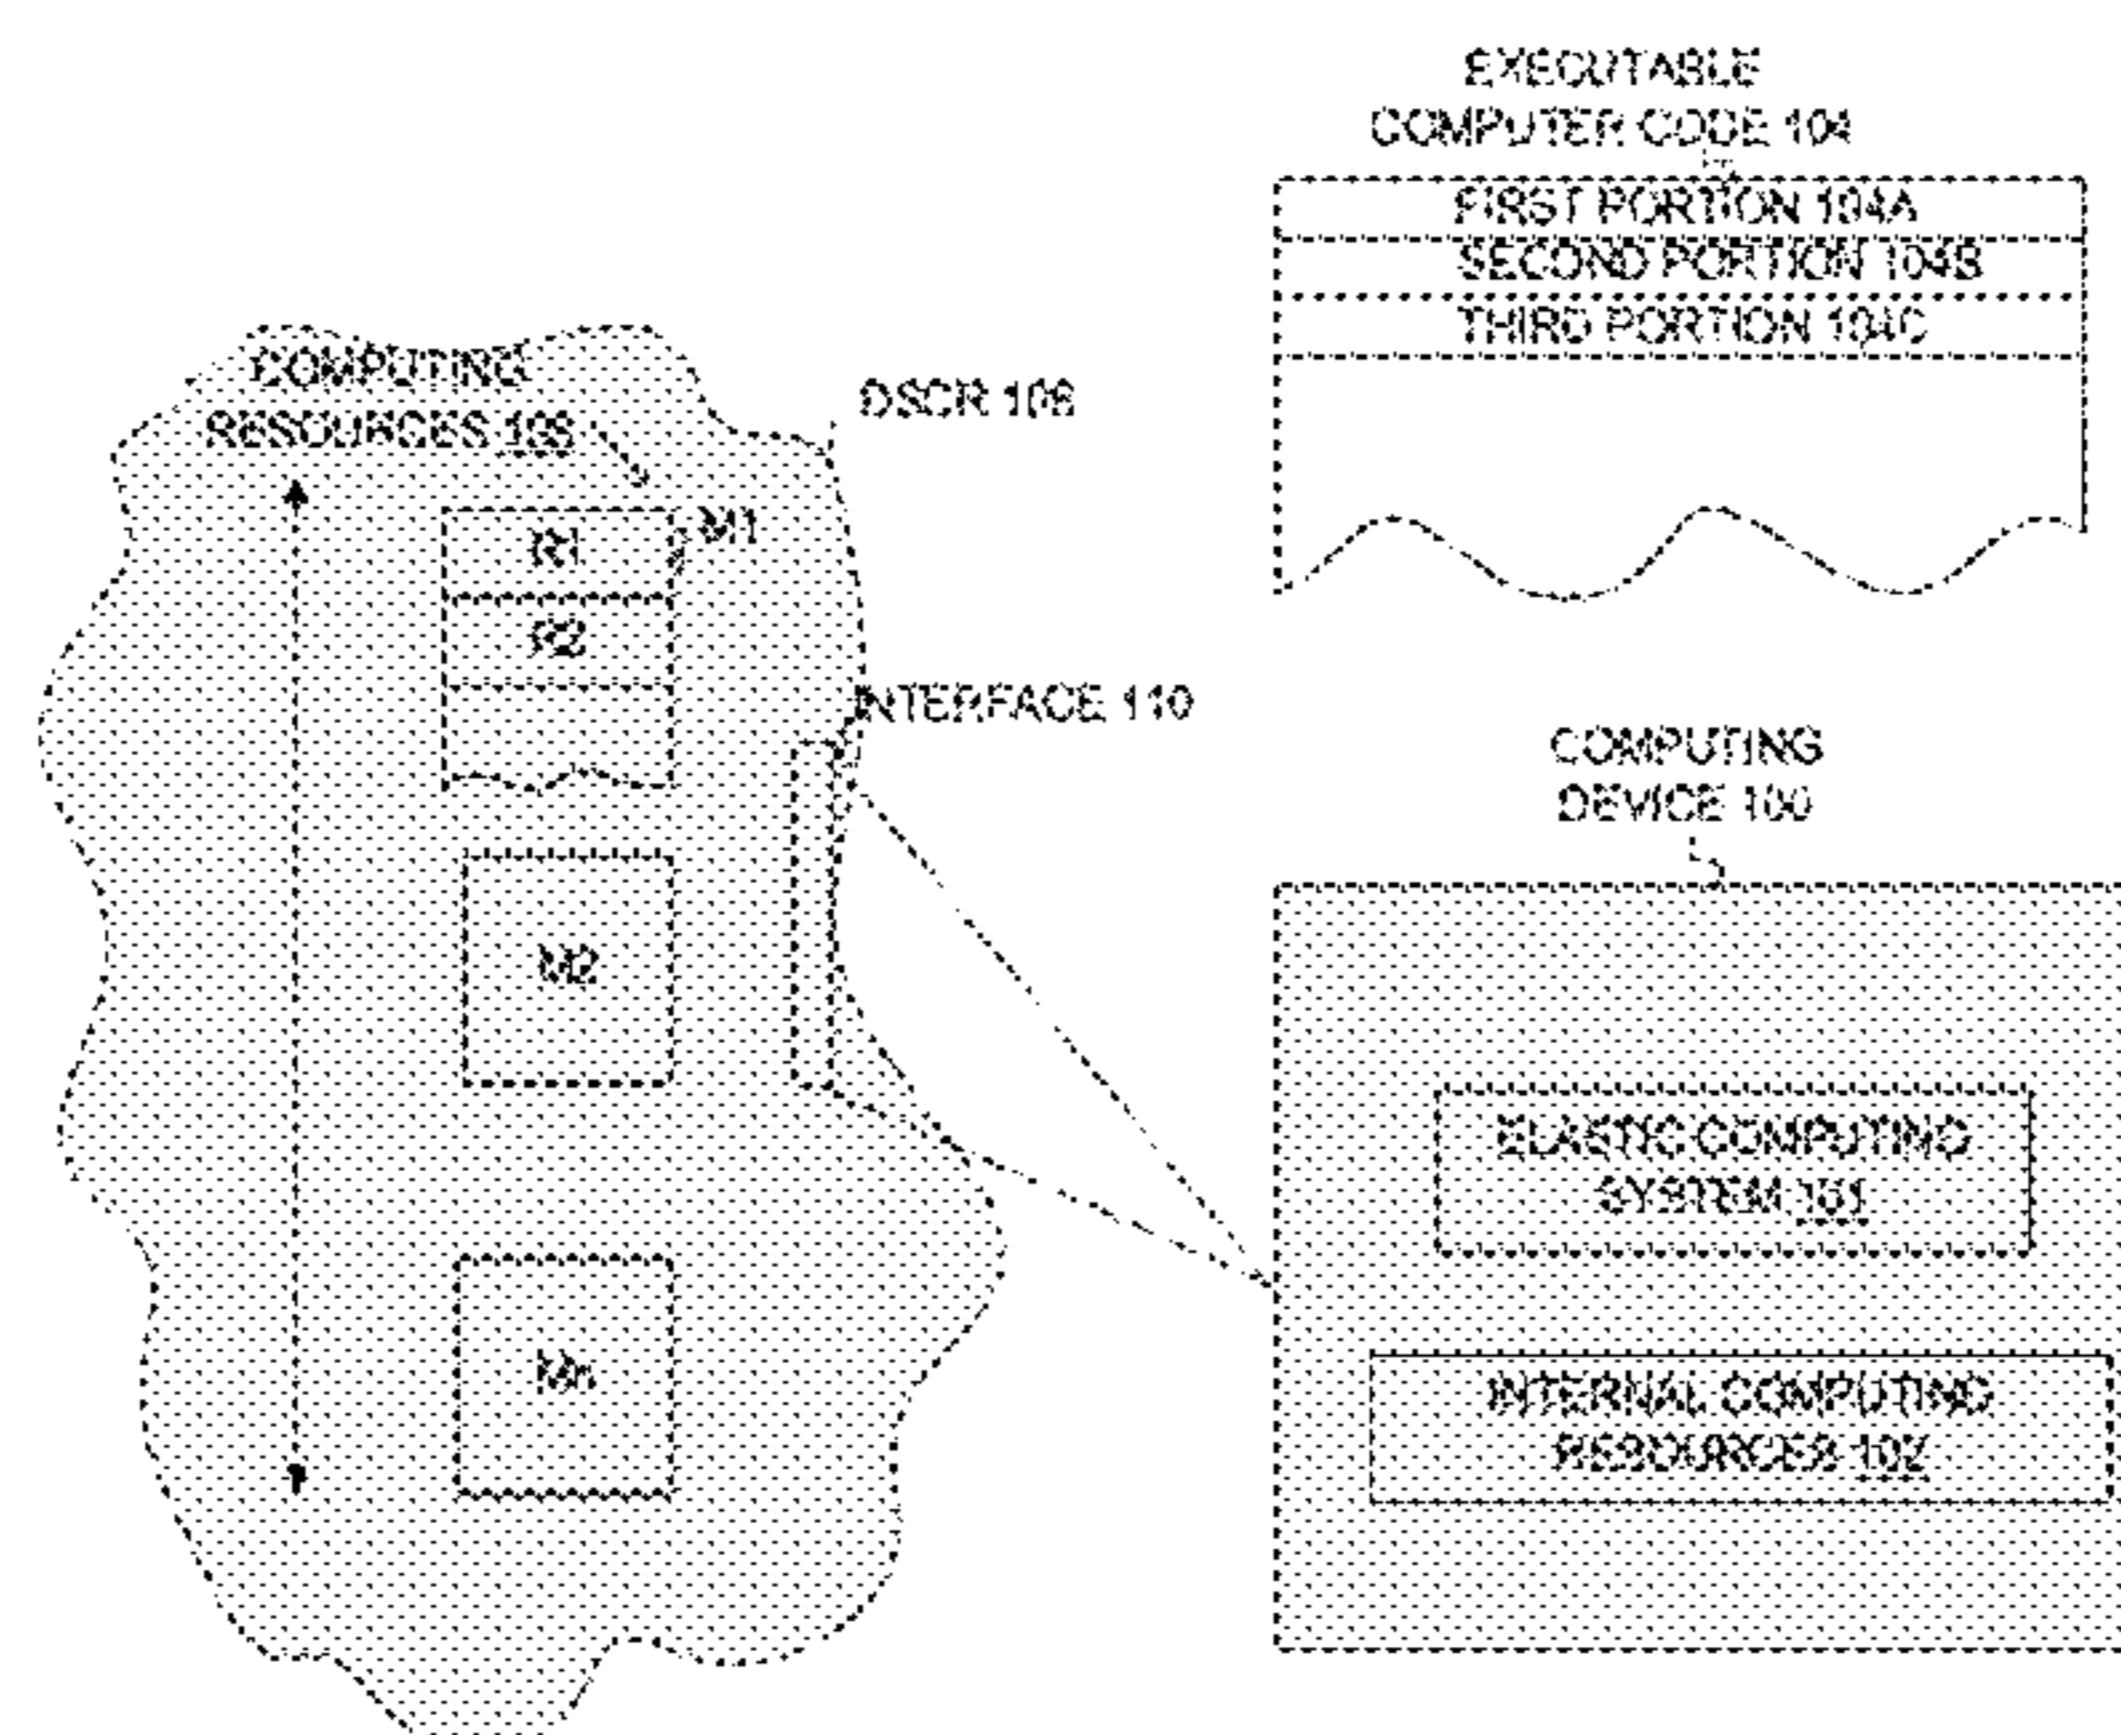 EXECUTABLE
COMPUTER CODE 104
FIRST PORTION 104A
SECOND PORTION 104B
THIRD PORTION 104C
COMPUTING
RESOURCES
DSCR 106
M1
R1
R2
INTERFACE 110
COMPUTING
DEVICE 100
M2
ELASTIC COMPUTING
SYSTEM 101
Mn
INTERNAL COMPUTING
RESOURCES 102